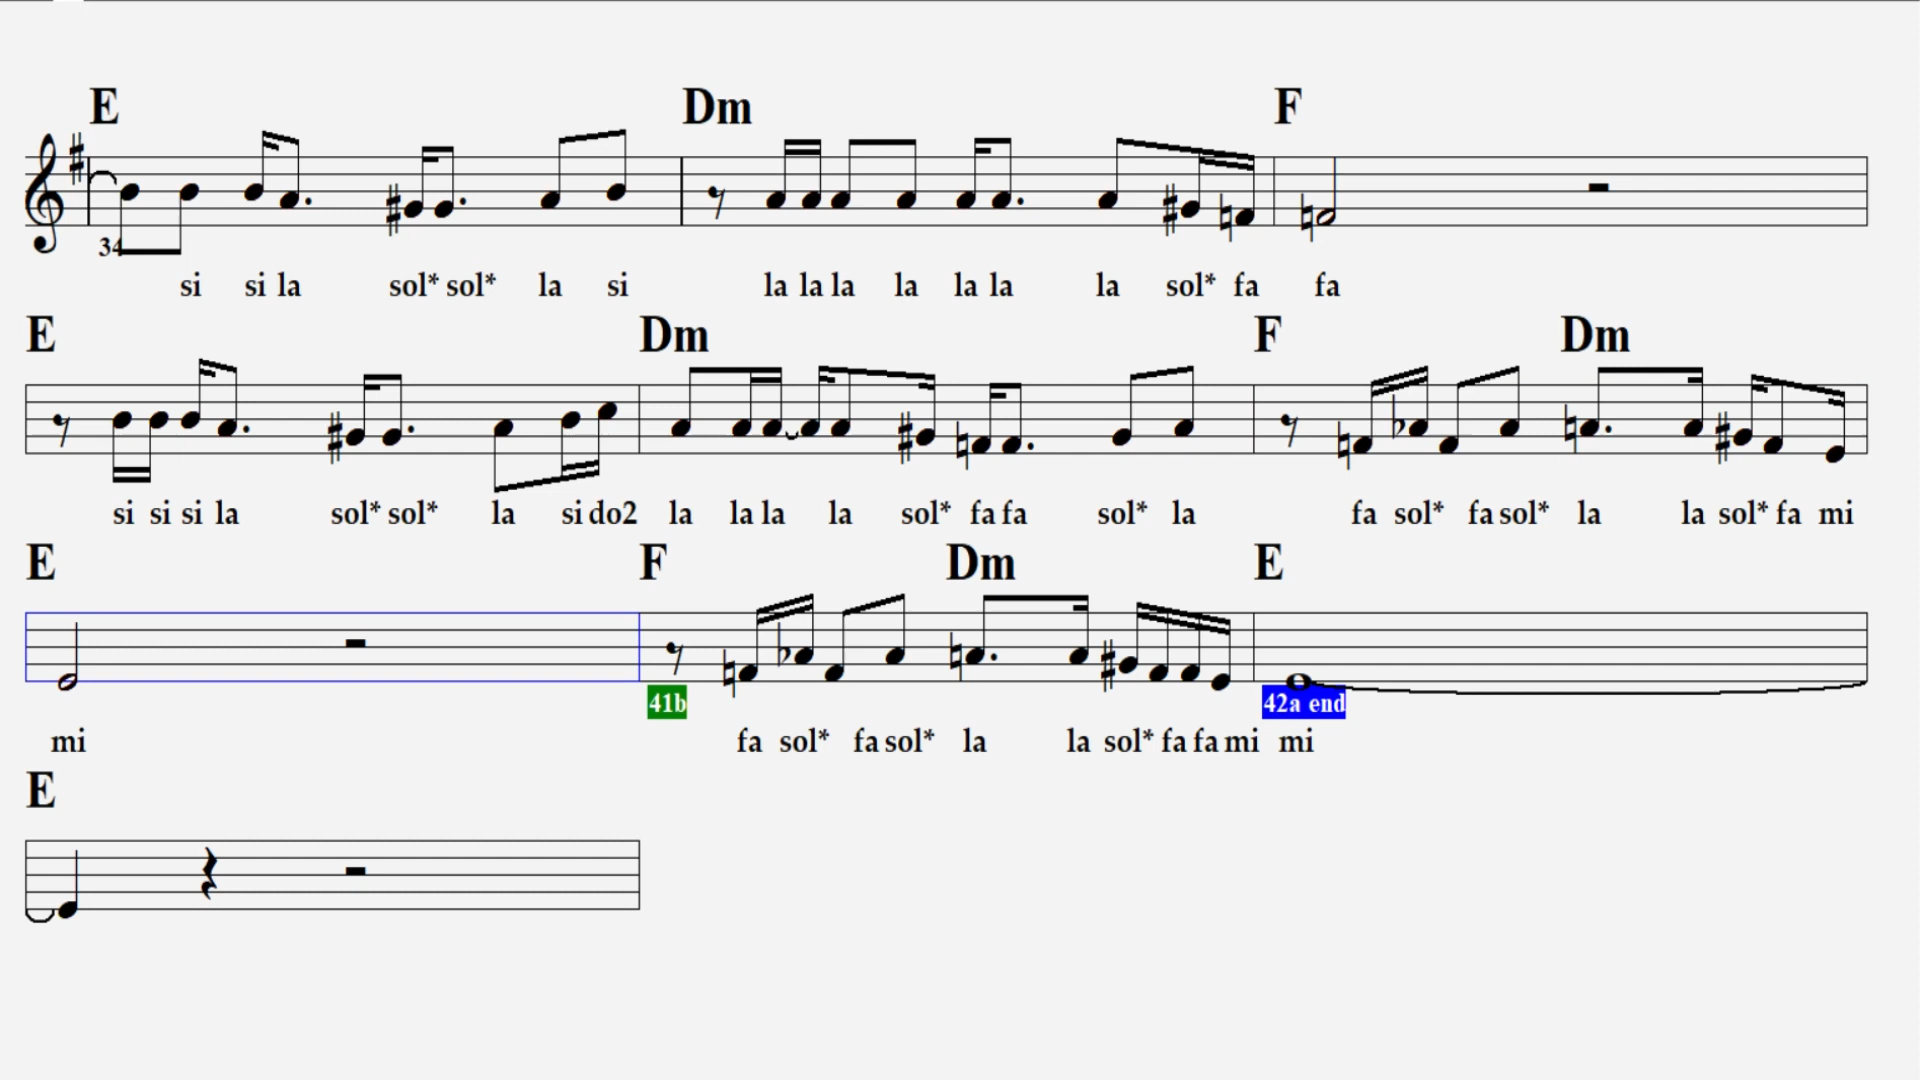 E Dm F
34
si si la sol* sol* la si la la la la la la la sol* fa fa
E Dm F Dm
si si si la sol* sol* la si do2 la la la la sol* fa fa sol* la fa sol* fa sol* la la sol* fa mi
E F Dm E
41b 42a end
mi fa sol* fa sol* la la sol* fa fa mi mi
E